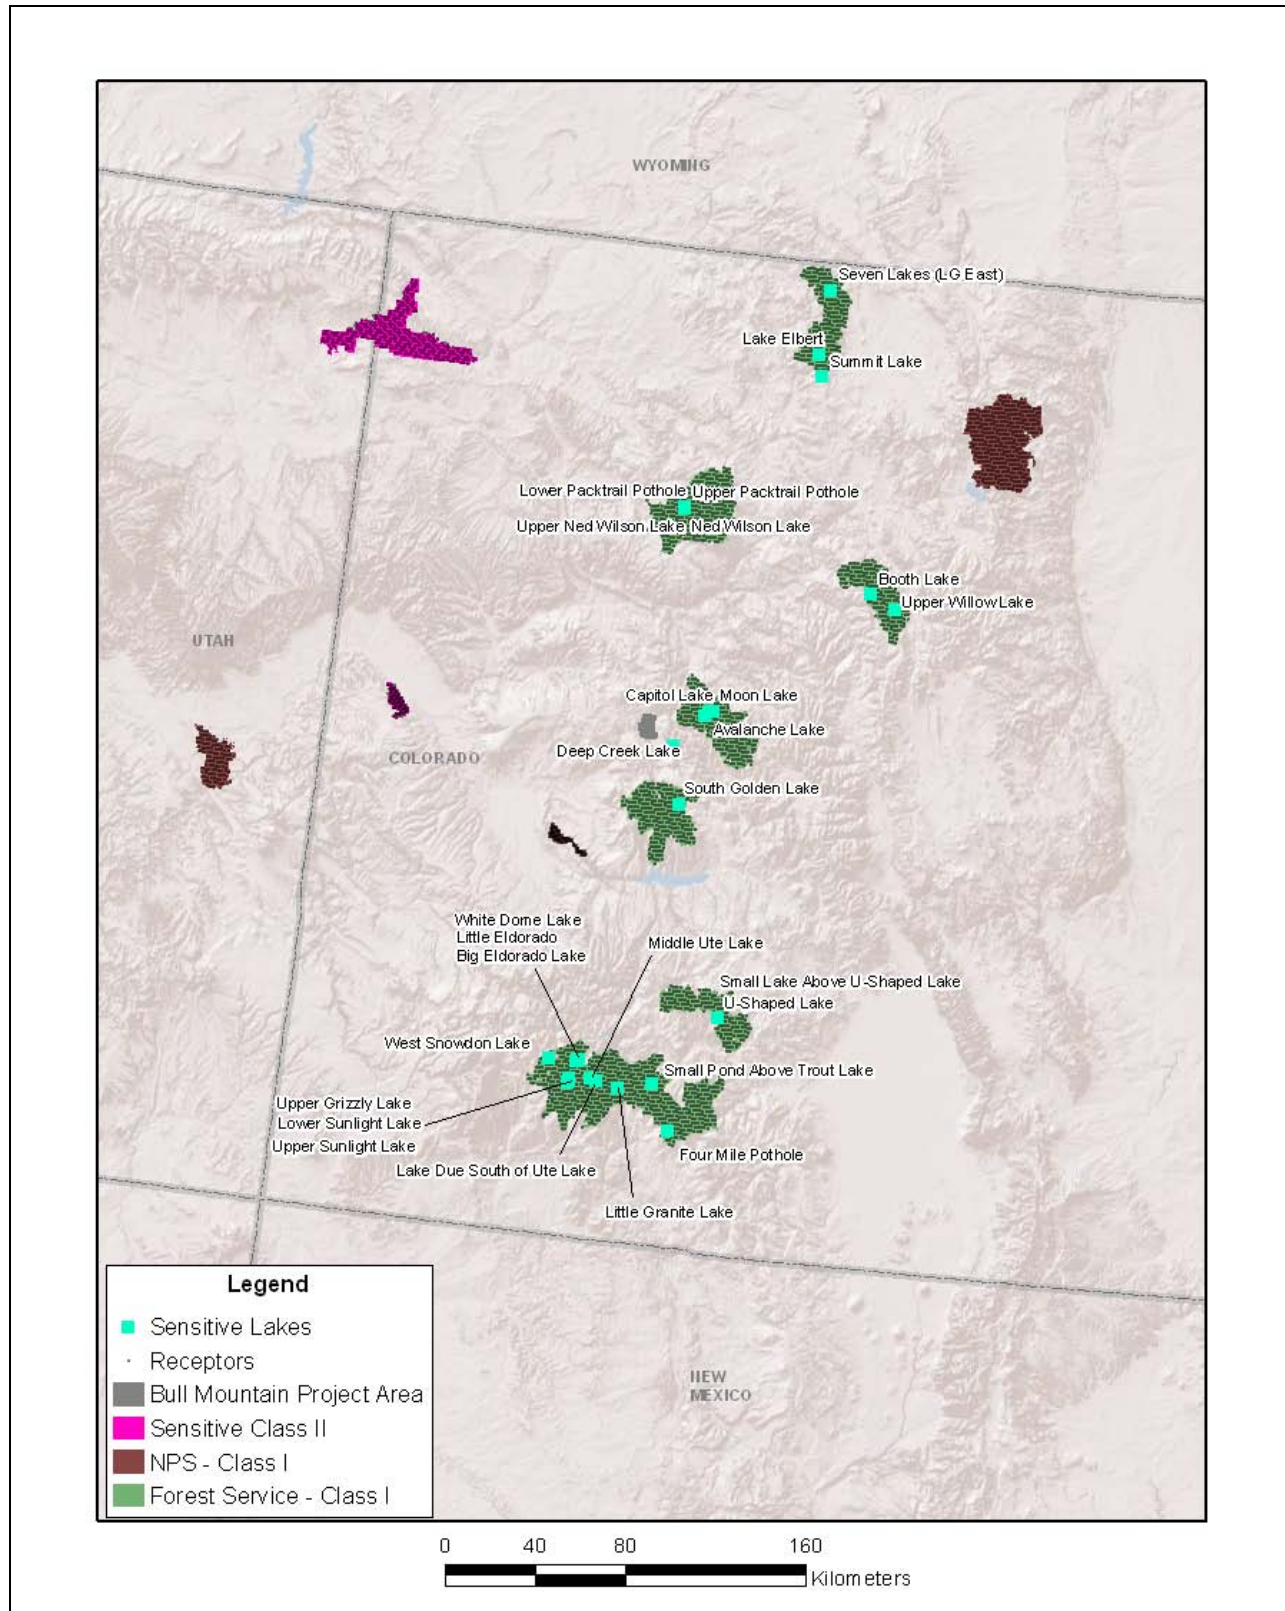 WYOMING
Seven Lakes (LG East)
Lake Elbert
Summit Lake
Lower Packtrail Pothole
Upper Packtrail Pothole
Upper Ned Wilson Lake
Ned Wilson Lake
Booth Lake
Upper Willow Lake
UTAH
Capitol Lake
Moon Lake
Avalanche Lake
Deep Creek Lake
COLORADO
South Golden Lake
White Dome Lake
Little Eldorado
Big Eldorado Lake
Middle Ute Lake
Small Lake Above U-Shaped Lake
U-Shaped Lake
West Snowdon Lake
Small Pond Above Trout Lake
Upper Grizzly Lake
Lower Sunlight Lake
Upper Sunlight Lake
Four Mile Pothole
Lake Due South of Ute Lake
Little Granite Lake
NEW
MEXICO
Legend
Sensitive Lakes
Receptors
Bull Mountain Project Area
Sensitive Class II
NPS - Class I
Forest Service - Class I
0 40 80 160
Kilometers